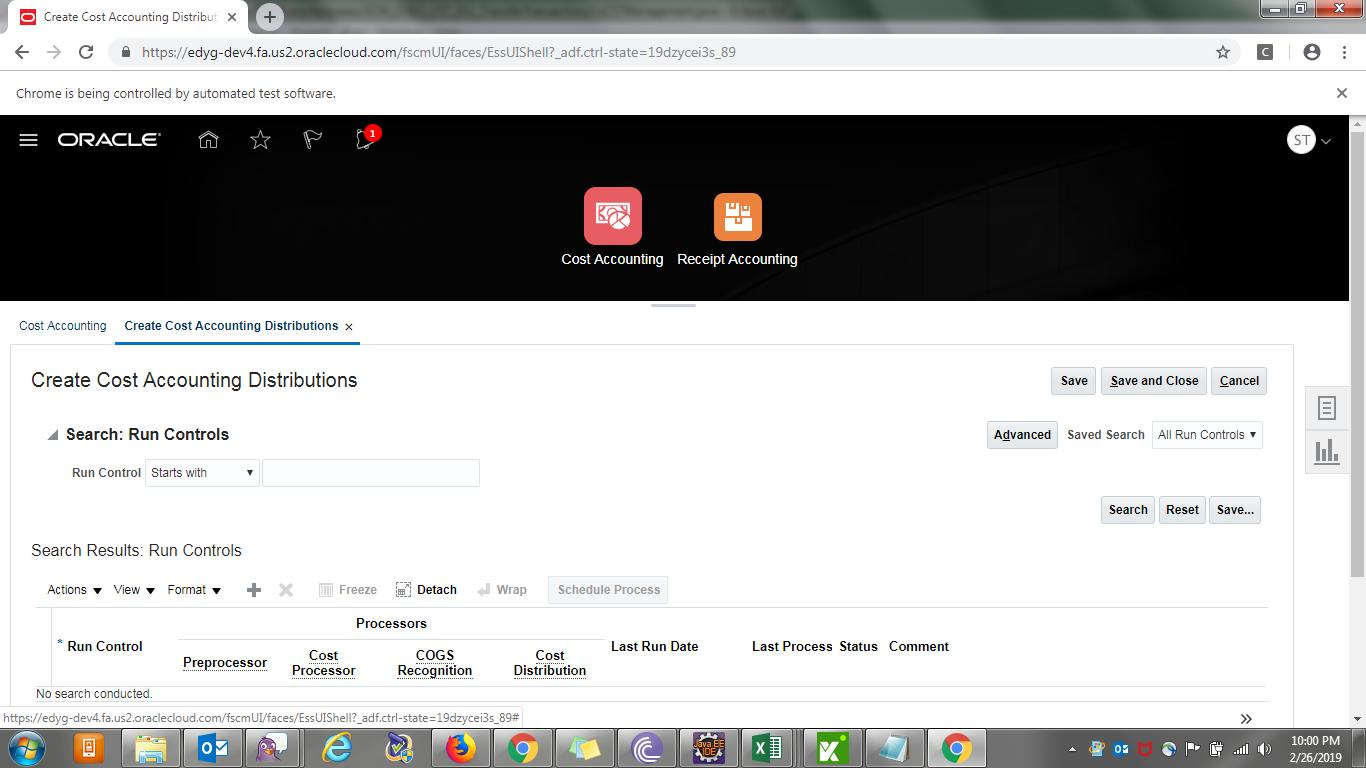 Create Cost Accounting Distribut
https://edyg-dev4.fa.us2.oraclecloud.com/fscmUI/faces/EssUIShell?_adf.ctrl-state=19dzycei3s_89
C
Chrome is being controlled by automated test software.
ORACLE
1
ST
Cost Accounting
Receipt Accounting
Cost Accounting
Create Cost Accounting Distributions
Create Cost Accounting Distributions
Save
Save and Close
Cancel
Search: Run Controls
Advanced
Saved Search
All Run Controls
Run Control
Starts with
Search
Reset
Save...
Search Results: Run Controls
Actions
View
Format
Freeze
Detach
Wrap
Schedule Process
* Run Control
Processors
Preprocessor
Cost
Processor
COGS
Recognition
Cost
Distribution
Last Run Date
Last Process
Status
Comment
No search conducted.
https://edyg-dev4.fa.us2.oraclecloud.com/fscmUI/faces/EssUIShell?_adf.ctrl-state=19dzycei3s_89#
Java EE
IDE
10:00 PM
2/26/2019